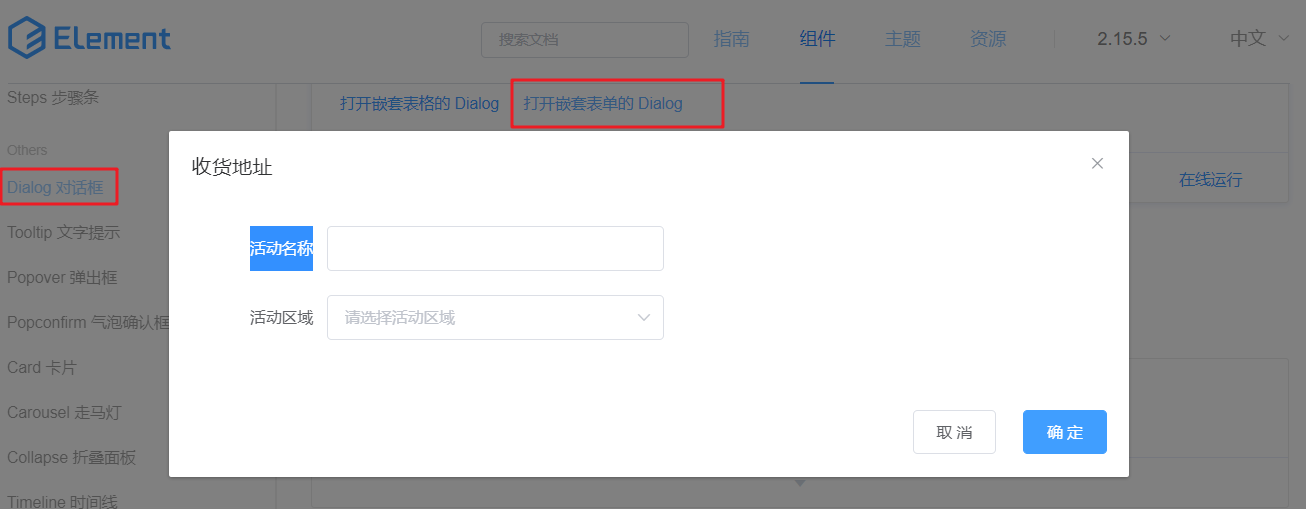 Element
搜索文档
指南
组件
主题
资源
2.15.5
中文
Steps 步骤条
Others
Dialog 对话框
Tooltip 文字提示
Popover 弹出框
Popconfirm 气泡确认框
Card 卡片
Carousel 走马灯
Collapse 折叠面板
Timeline 时间线
打开嵌套表格的 Dialog
打开嵌套表单的 Dialog
在线运行
收货地址
活动名称
活动区域
请选择活动区域
取 消
确 定